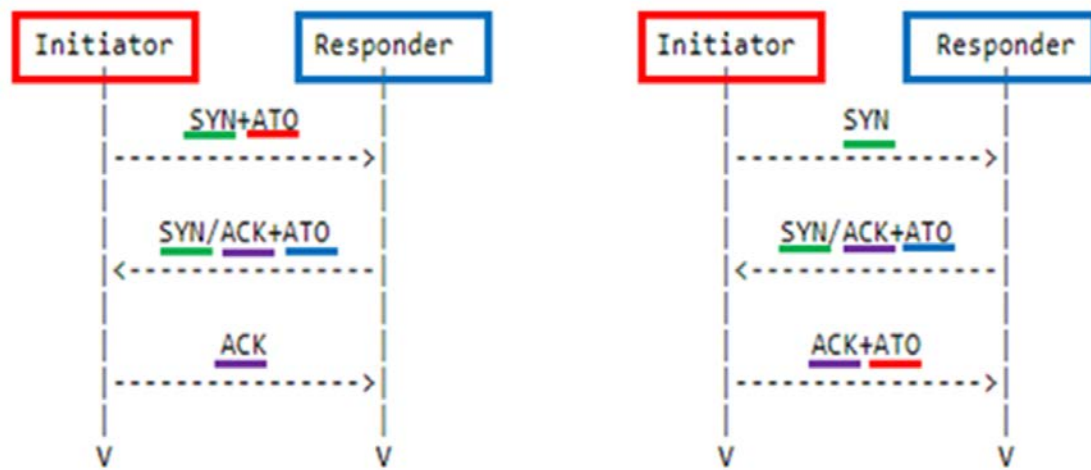 Initiator Responder Initiator Responder
SYN+ATO SYN
SYN/ACK+ATO SYN/ACK+ATO
ACK ACK+ATO
V V V V